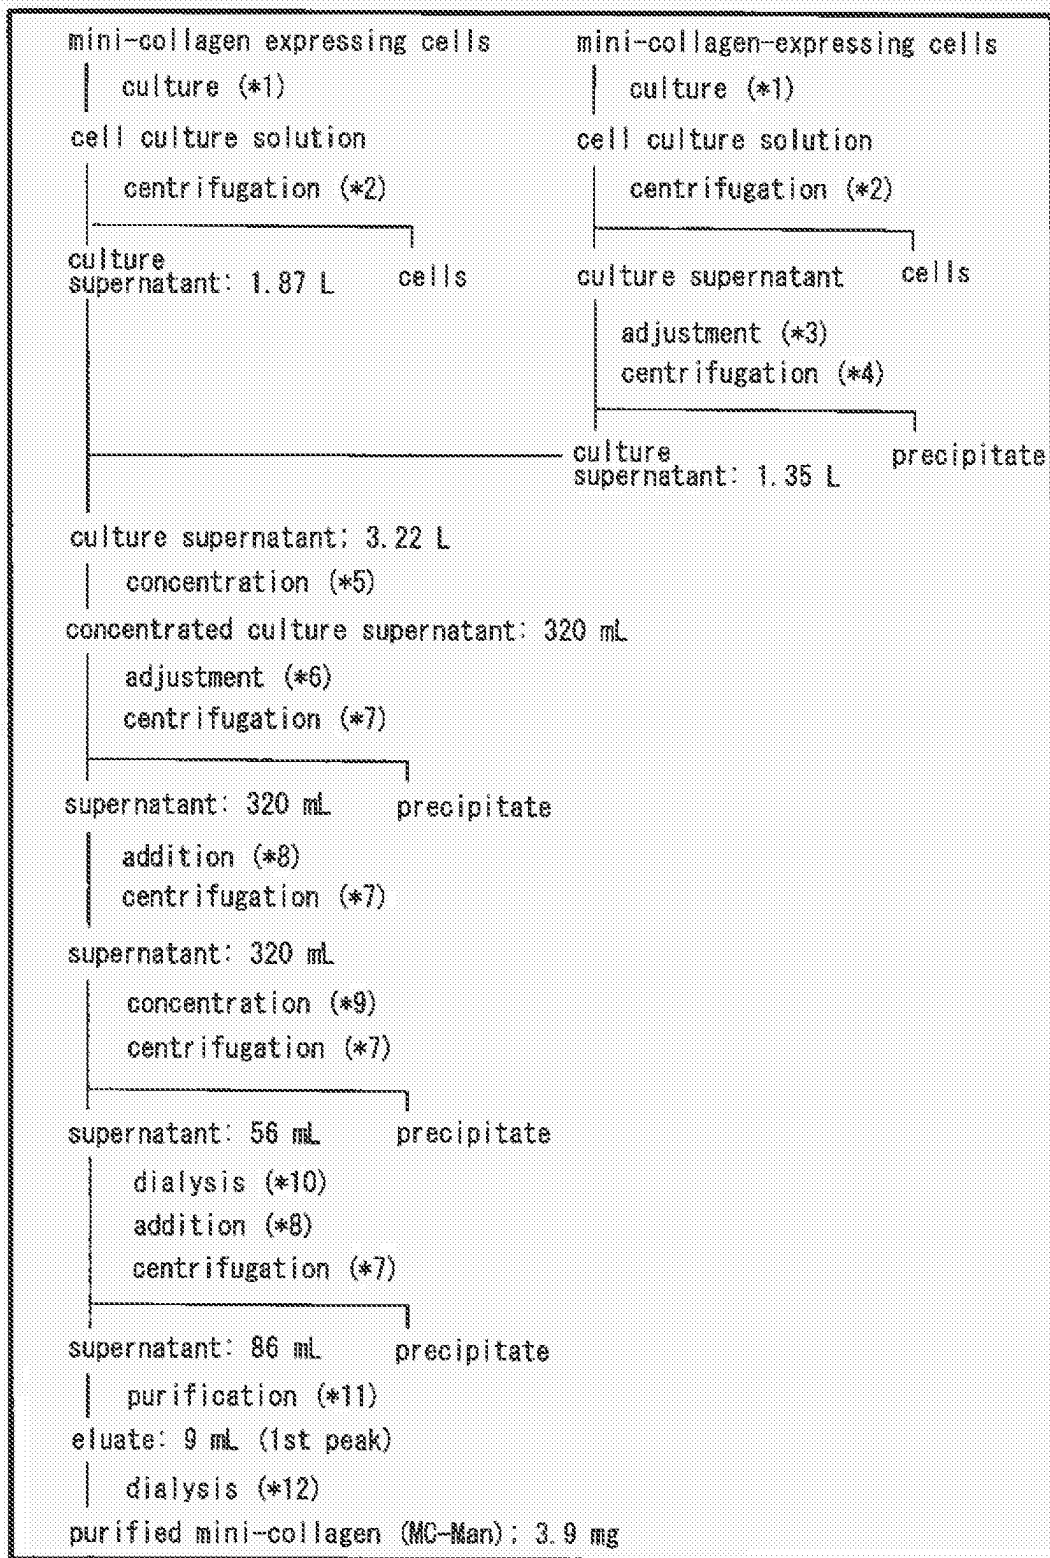 mini-collagen expressing cells
mini-collagen-expressing cells
culture (*1)
culture (*1)
cell culture solution
cell culture solution
centrifugation (*2)
centrifugation (*2)
culture
supernatant: 1.87 L
cells
culture supernatant
cells
adjustment (*3)
centrifugation (*4)
culture
supernatant: 1.35 L
precipitate
culture supernatant; 3.22 L
concentration (*5)
concentrated culture supernatant: 320 mL
adjustment (*6)
centrifugation (*7)
supernatant: 320 mL
precipitate
addition (*8)
centrifugation (*7)
supernatant: 320 mL
concentration (*9)
centrifugation (*7)
supernatant: 56 mL
precipitate
dialysis (*10)
addition (*8)
centrifugation (*7)
supernatant: 86 mL
precipitate
purification (*11)
eluate: 9 mL (1st peak)
dialysis (*12)
purified mini-collagen (MC-Man); 3.9 mg